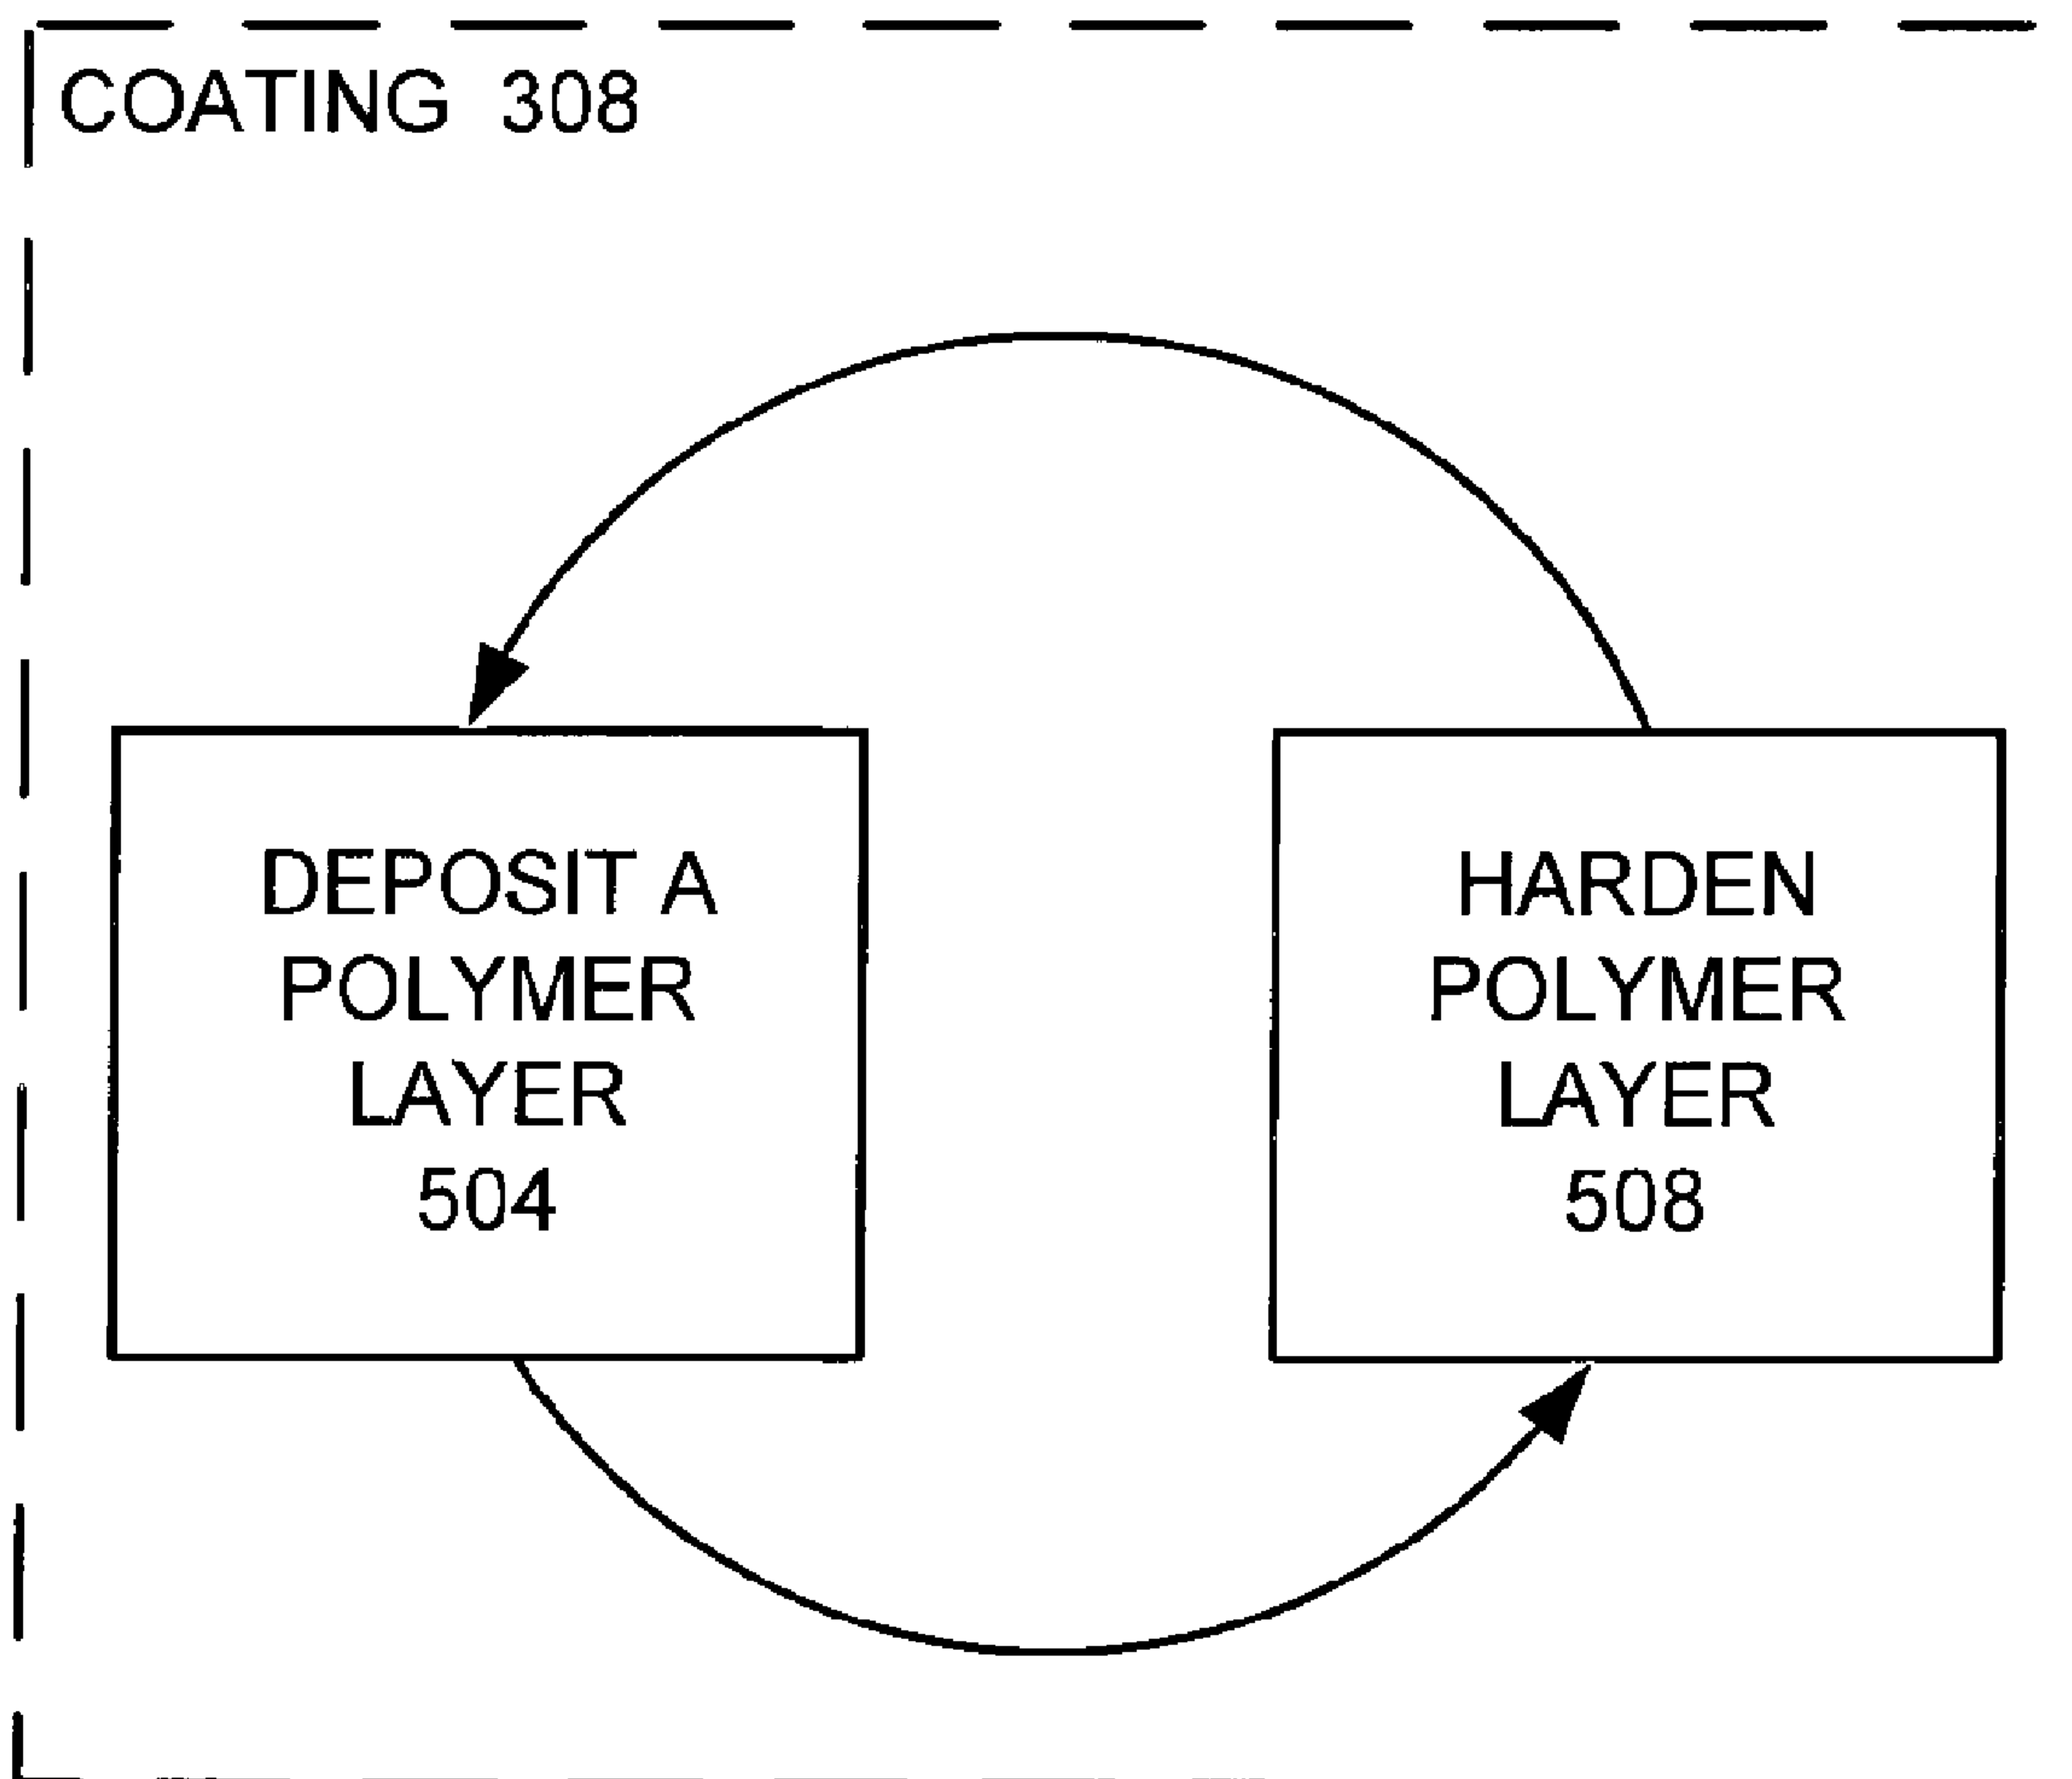 COATING 308
DEPOSIT A
POLYMER
LAYER
504
HARDEN
POLYMER
LAYER
508